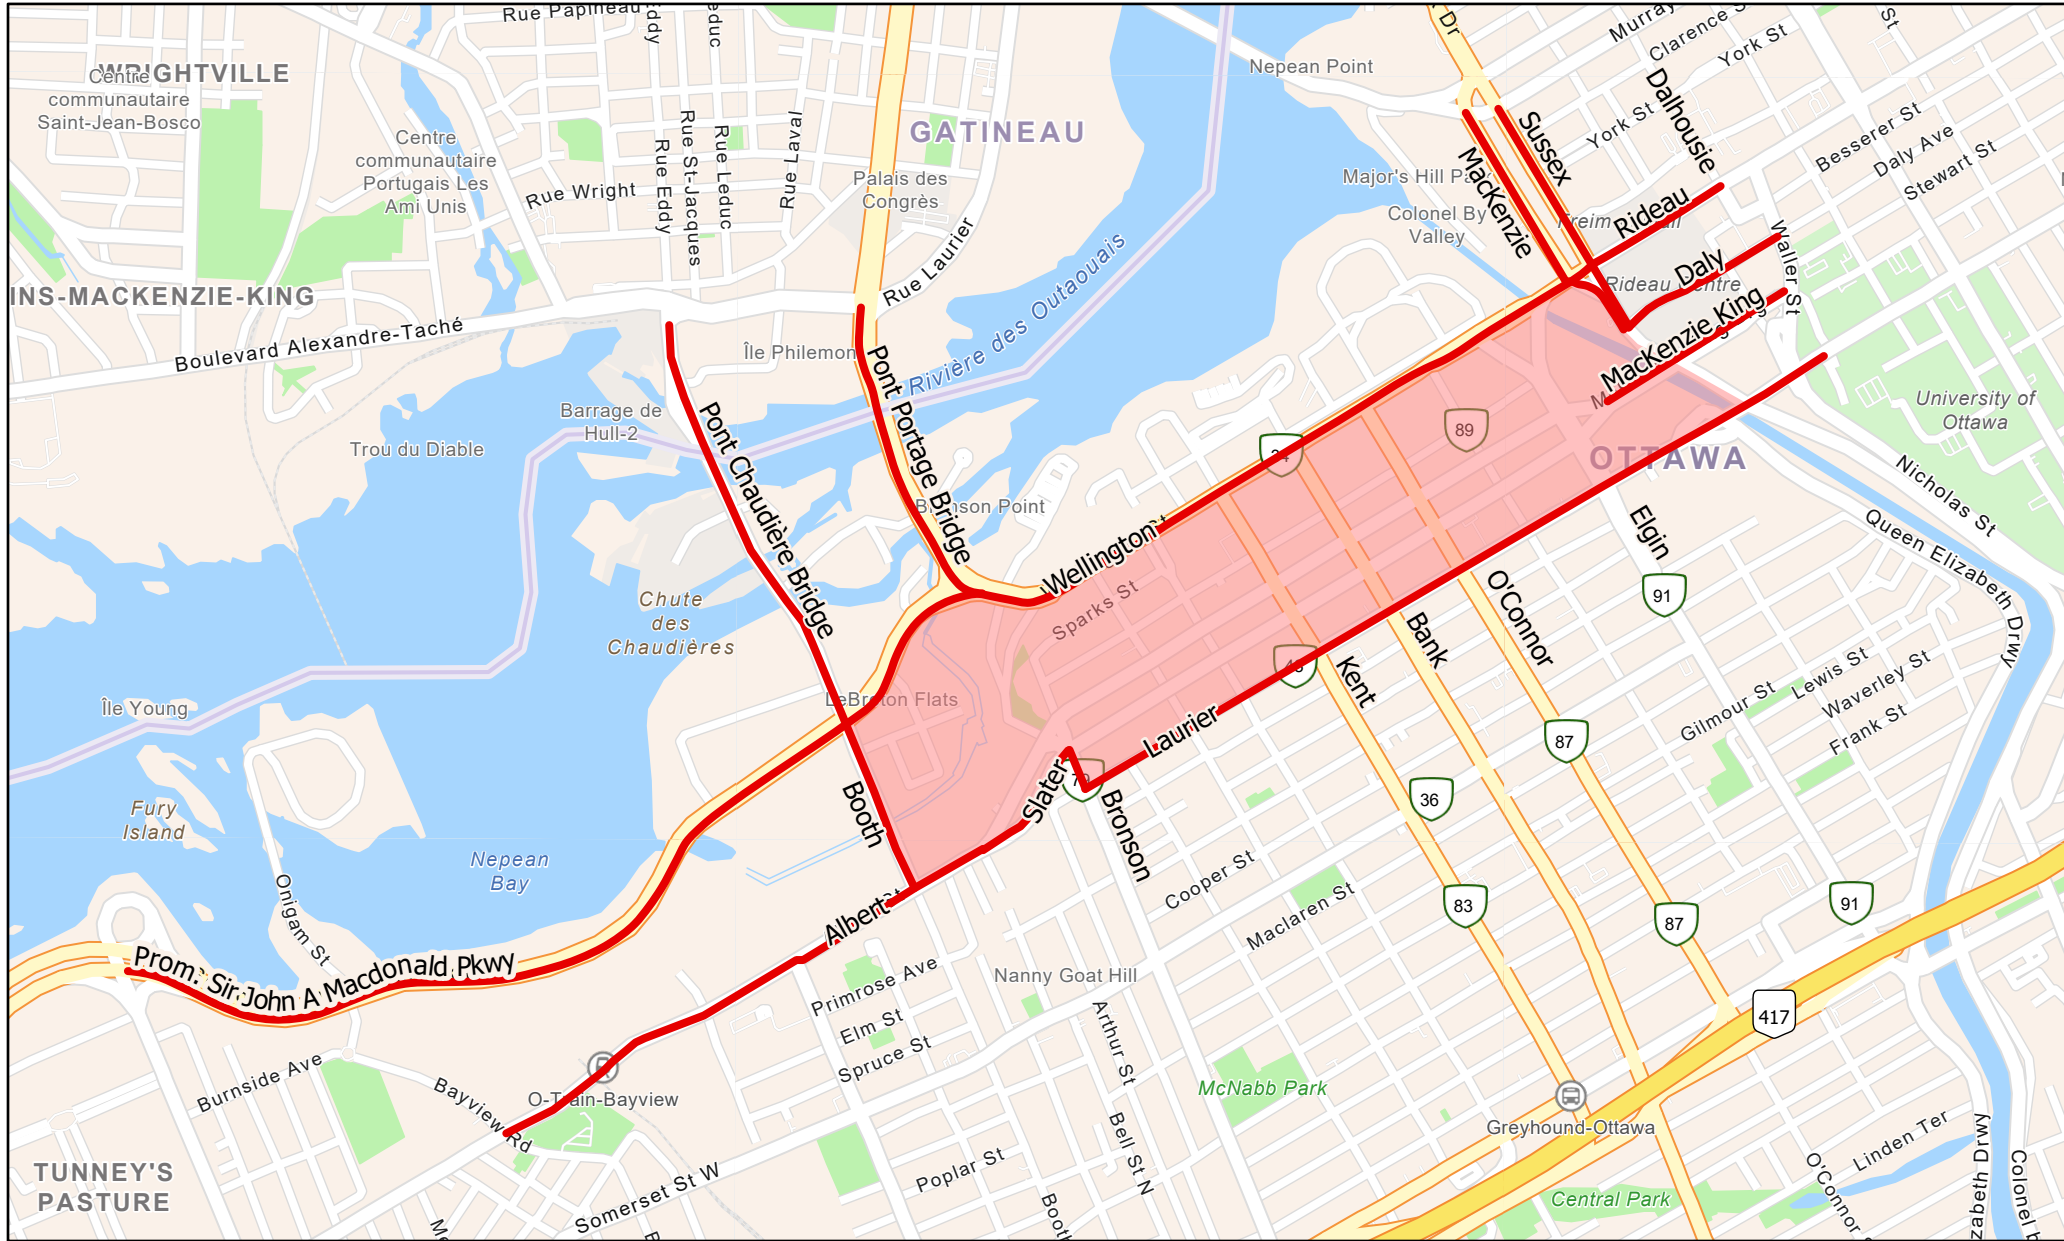 Rue Papineau
Eddy
educ
Dr
Murray
Clarence S
York St
St
WRIGHTVILLE
Centre
communautaire
Saint-Jean-Bosco
Nepean Point
Dalhousie
GATINEAU
Centre
communautaire
Portugais Les
Ami Unis
Rue Eddy
Rue St-Jacques
Rue Leduc
Rue Laval
Rue Wright
Palais des
Congrès
Rue Laurier
Sussex
MacKenzie
York St
Besserer St
Daly Ave
Stewart St
Major's Hill Pa
Colonel By
Valley
Rideau
Daly
Waller St
Rideau Centre
MacKenzie King
INS-MACKENZIE-KING
Boulevard Alexandre-Taché
Île Philemon
Rivière des Outaouais
Pont Portage Bridge
Pont Chaudière Bridge
Barrage de
Hull-2
Trou du Diable
University of
Ottawa
89
OTTAWA
34
Nicholas St
Queen Elizabeth Drwy
Elgin
Wellington
Sparks St
Chute
des
Chaudières
91
O'Connor
Bank
Kent
Lewis St
Waverley St
Gilmour St
Frank St
Île Young
LeBreton Flats
Laurier
87
Slater
Bronson
36
Booth
Fury
Island
Nepean
Bay
Cooper St
Maclaren St
83
87
91
Albert
Onigam St
Prom. Sir John A Macdonald Pkwy
Primrose Ave
Nanny Goat Hill
Elm St
Spruce St
Arthur St
417
Burnside Ave
Bayview Rd
O-Train-Bayview
McNabb Park
Bell St N
Greyhound-Ottawa
Linden Ter
TUNNEY'S
PASTURE
Somerset St W
Poplar St
Booth
Central Park
O'Connor S
zabeth Drwy
Colonel b